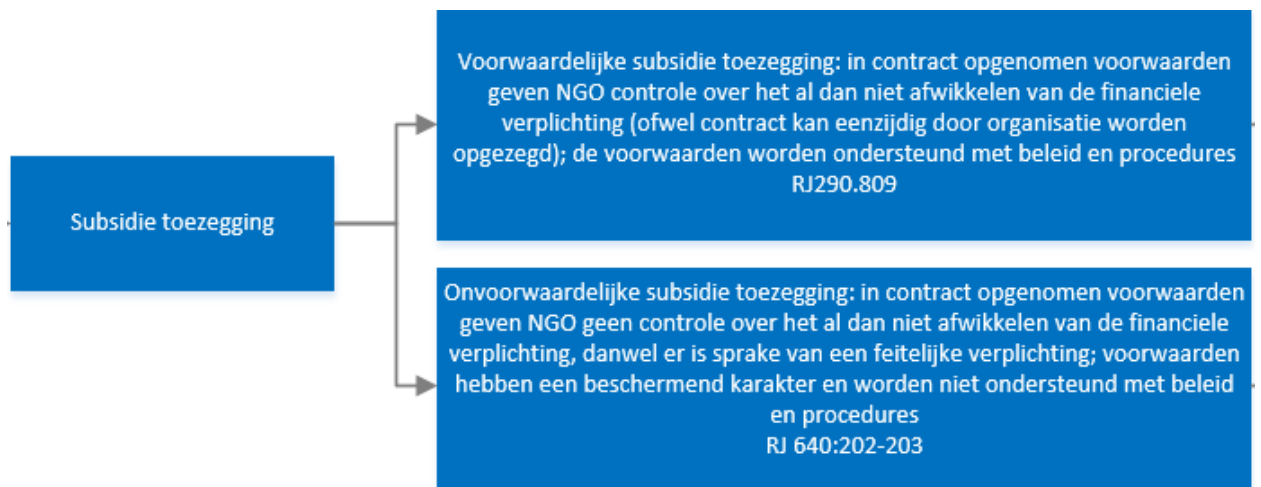 Voorwaardelijke subsidie toezegging: in contract opgenomen voorwaarden
geven NGO controle over het al dan niet afwikkelen van de financiele
verplichting (ofwel contract kan eenzijdig door organisatie worden
opgezegd); de voorwaarden worden ondersteund met beleid en procedures
RJ290.809
Subsidie toezegging
Onvoorwaardelijke subsidie toezegging: in contract opgenomen voorwaarden
geven NGO geen controle over het al dan niet afwikkelen van de financiele
verplichting, danwel er is sprake van een feitelijke verplichting; voorwaarden
hebben een beschermend karakter en worden niet ondersteund met beleid
en procedures
RJ 640:202-203